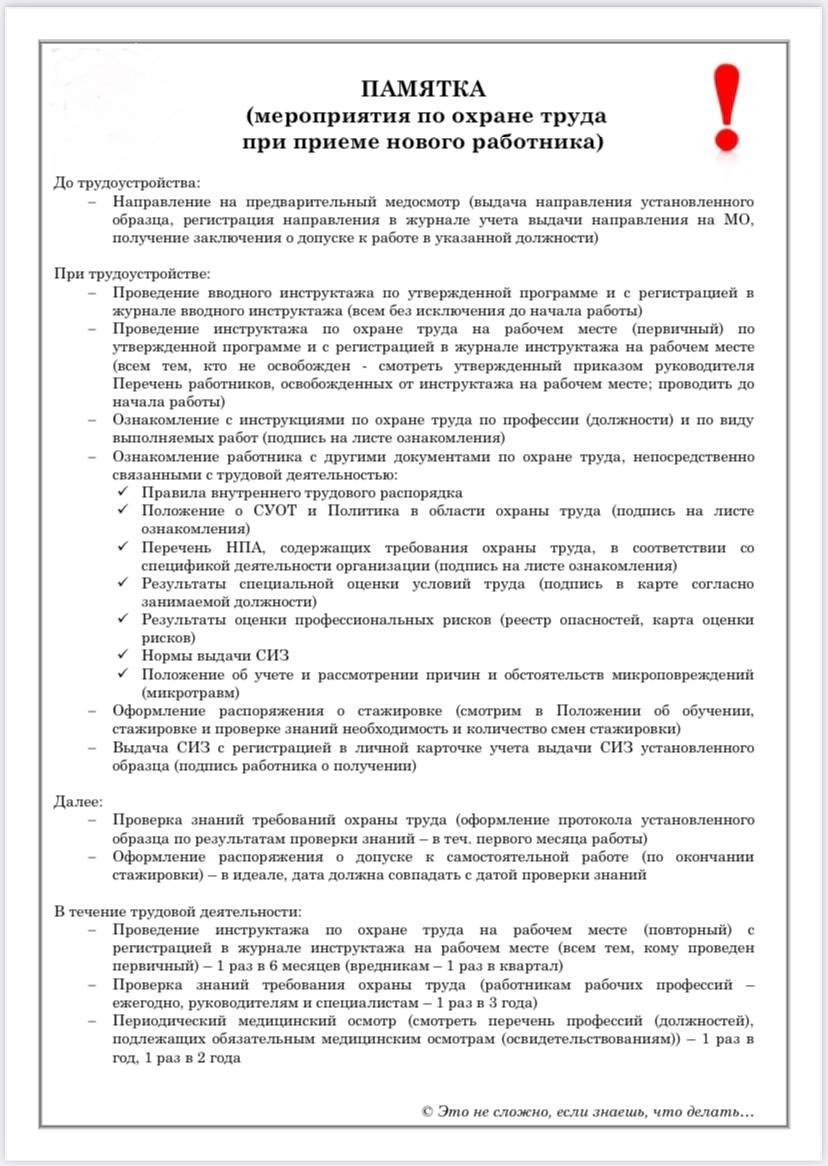 ПАМЯТКА
(мероприятия по охране труда
при приеме нового работника)
До трудоустройства:
– Направление на предварительный медосмотр (выдача направления установленного
образца, регистрация направления в журнале учета выдачи направления на МО,
получение заключения о допуске к работе в указанной должности)
При трудоустройстве:
– Проведение вводного инструктажа по утвержденной программе и с регистрацией в
журнале вводного инструктажа (всем без исключения до начала работы)
– Проведение инструктажа по охране труда на рабочем месте (первичный) по
утвержденной программе и с регистрацией в журнале инструктажа на рабочем месте
(всем тем, кто не освобожден - смотреть утвержденный приказом руководителя
Перечень работников, освобожденных от инструктажа на рабочем месте; проводить до
начала работы)
– Ознакомление с инструкциями по охране труда по профессии (должности) и по виду
выполняемых работ (подпись на листе ознакомления)
– Ознакомление работника с другими документами по охране труда, непосредственно
связанными с трудовой деятельностью:
✓ Правила внутреннего трудового распорядка
✓ Положение о СУОТ и Политика в области охраны труда (подпись на листе
ознакомления)
✓ Перечень НПА, содержащих требования охраны труда, в соответствии со
спецификой деятельности организации (подпись на листе ознакомления)
✓ Результаты специальной оценки условий труда (подпись в карте согласно
занимаемой должности)
✓ Результаты оценки профессиональных рисков (реестр опасностей, карта оценки
рисков)
✓ Нормы выдачи СИЗ
✓ Положение об учете и рассмотрении причин и обстоятельств микроповреждений
(микротравм)
– Оформление распоряжения о стажировке (смотрим в Положении об обучении,
стажировке и проверке знаний необходимость и количество смен стажировки)
– Выдача СИЗ с регистрацией в личной карточке учета выдачи СИЗ установленного
образца (подпись работника о получении)
Далее:
– Проверка знаний требований охраны труда (оформление протокола установленного
образца по результатам проверки знаний – в теч. первого месяца работы)
– Оформление распоряжения о допуске к самостоятельной работе (по окончании
стажировки) – в идеале, дата должна совпадать с датой проверки знаний
В течение трудовой деятельности:
– Проведение инструктажа по охране труда на рабочем месте (повторный) с
регистрацией в журнале инструктажа на рабочем месте (всем тем, кому проведен
первичный) – 1 раз в 6 месяцев (вредникам – 1 раз в квартал)
– Проверка знаний требования охраны труда (работникам рабочих профессий –
ежегодно, руководителям и специалистам – 1 раз в 3 года)
– Периодический медицинский осмотр (смотреть перечень профессий (должностей),
подлежащих обязательным медицинским осмотрам (освидетельствованиям)) – 1 раз в
год, 1 раз в 2 года
© Это не сложно, если знаешь, что делать…